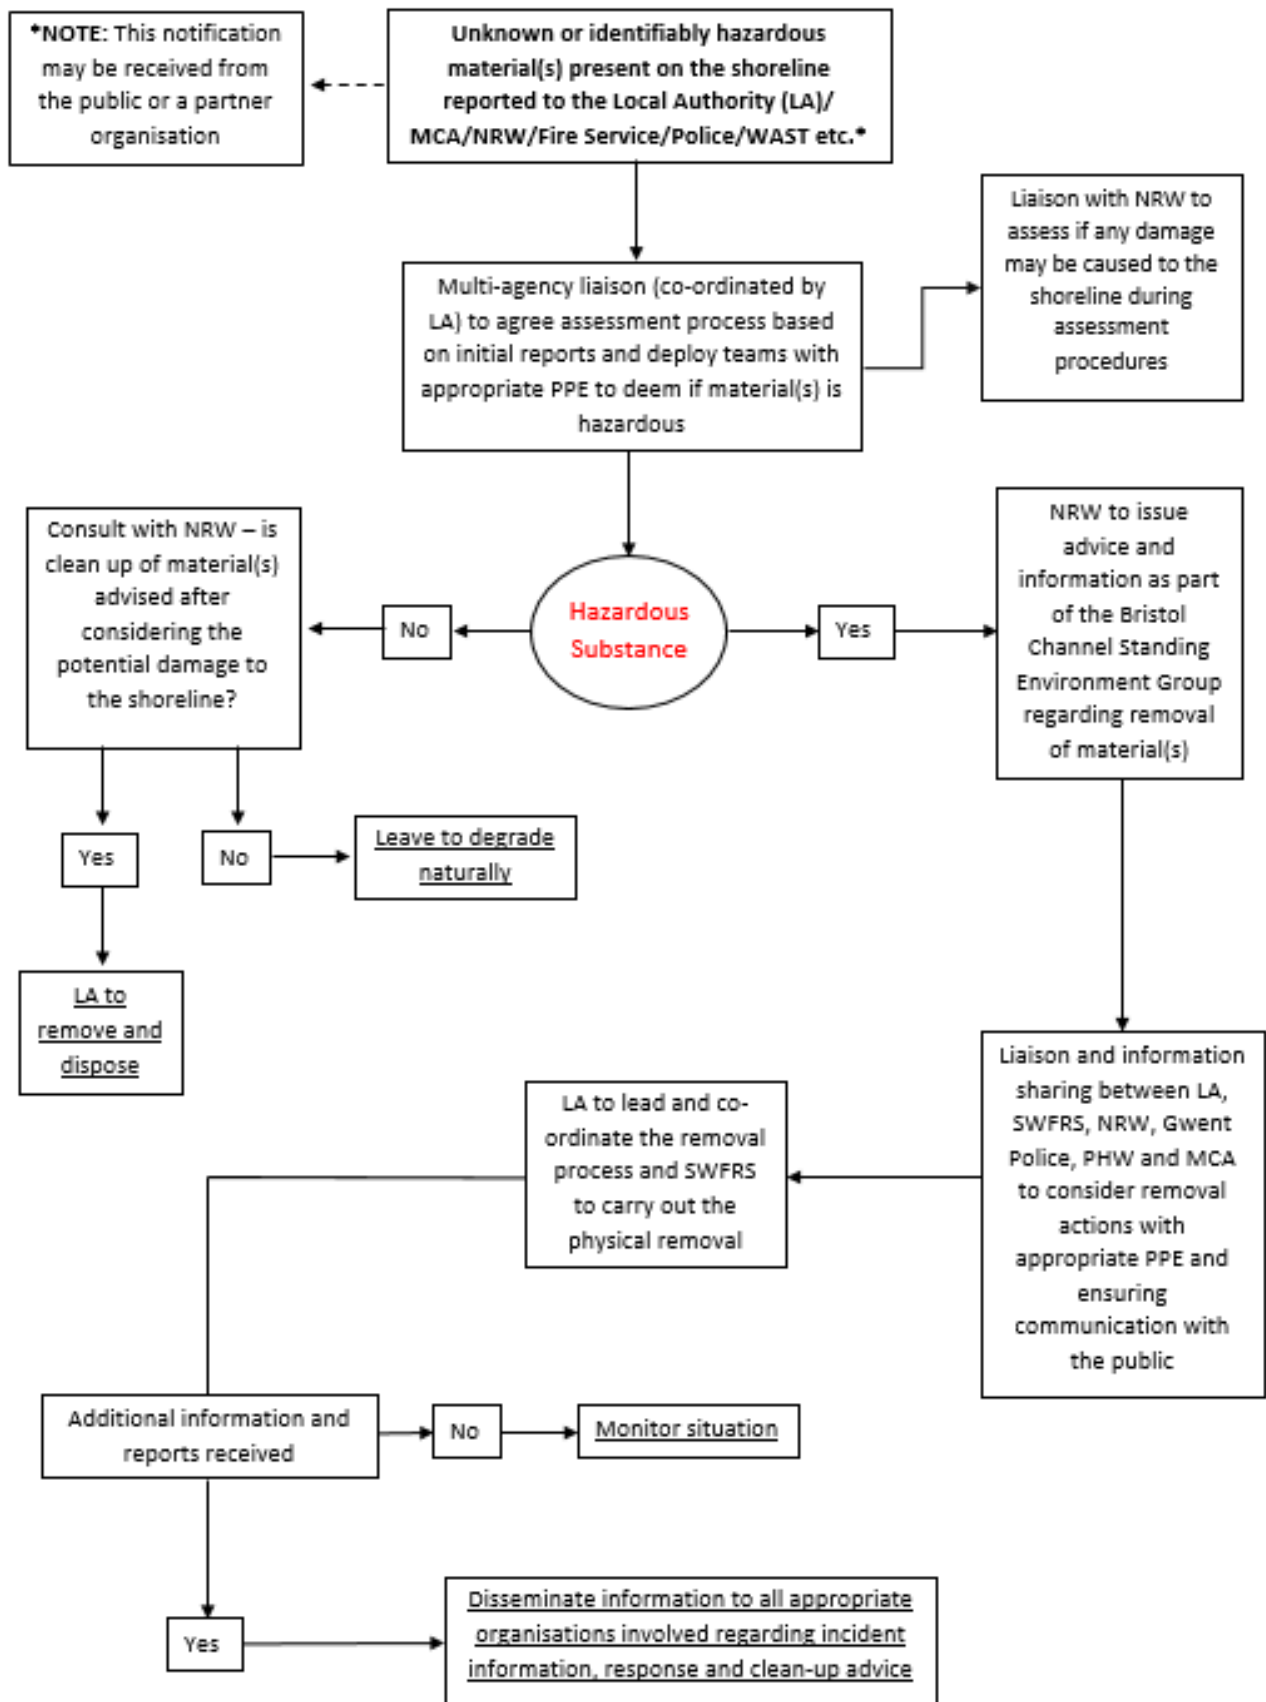 *NOTE: This notification
may be received from
the public or a partner
organisation
Unknown or identifiably hazardous
material(s) present on the shoreline
reported to the Local Authority (LA)/
MCA/NRW/Fire Service/Police/WAST etc.*
Liaison with NRW to
assess if any damage
may be caused to the
shoreline during
assessment
procedures
Multi-agency liaison (co-ordinated by
LA) to agree assessment process based
on initial reports and deploy teams with
appropriate PPE to deem if material(s) is
hazardous
Consult with NRW – is
clean up of material(s)
advised after
considering the
potential damage to
the shoreline?
No
Hazardous
Substance
Yes
NRW to issue
advice and
information as part
of the Bristol
Channel Standing
Environment Group
regarding removal
of material(s)
Yes
No
Leave to degrade
naturally
LA to
remove and
dispose
LA to lead and co-
ordinate the removal
process and SWFRS
to carry out the
physical removal
Liaison and information
sharing between LA,
SWFRS, NRW, Gwent
Police, PHW and MCA
to consider removal
actions with
appropriate PPE and
ensuring
communication with
the public
Additional information and
reports received
No
Monitor situation
Yes
Disseminate information to all appropriate
organisations involved regarding incident
information, response and clean-up advice